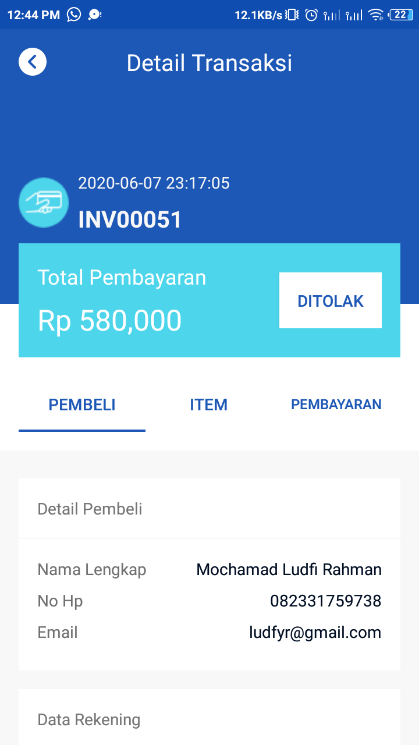 12:44 PM 12.1KB/s 22
Detail Transaksi
2020-06-07 23:17:05
INV00051
Total Pembayaran
Rp 580,000
DITOLAK
PEMBELI ITEM PEMBAYARAN
Detail Pembeli
Nama Lengkap Mochamad Ludfi Rahman
No Hp 082331759738
Email ludfyr@gmail.com
Data Rekening